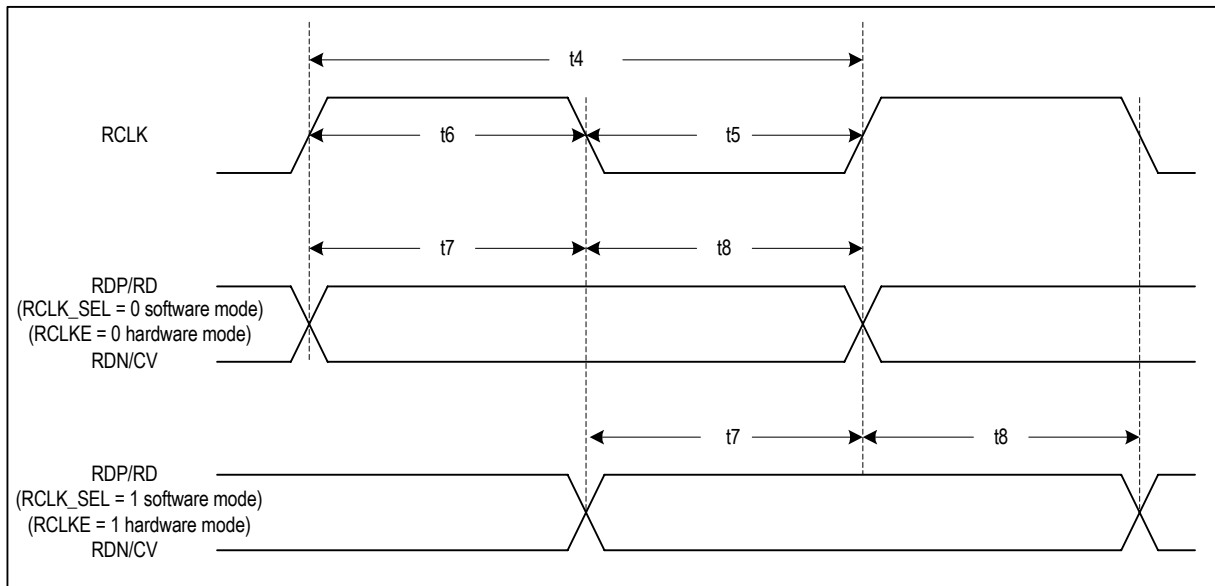 t4
RCLK
t6
t5
t7
t8
RDP/RD
(RCLK_SEL = 0 software mode)
(RCLKE = 0 hardware mode)
RDN/CV
t7
t8
RDP/RD
(RCLK_SEL = 1 software mode)
(RCLKE = 1 hardware mode)
RDN/CV